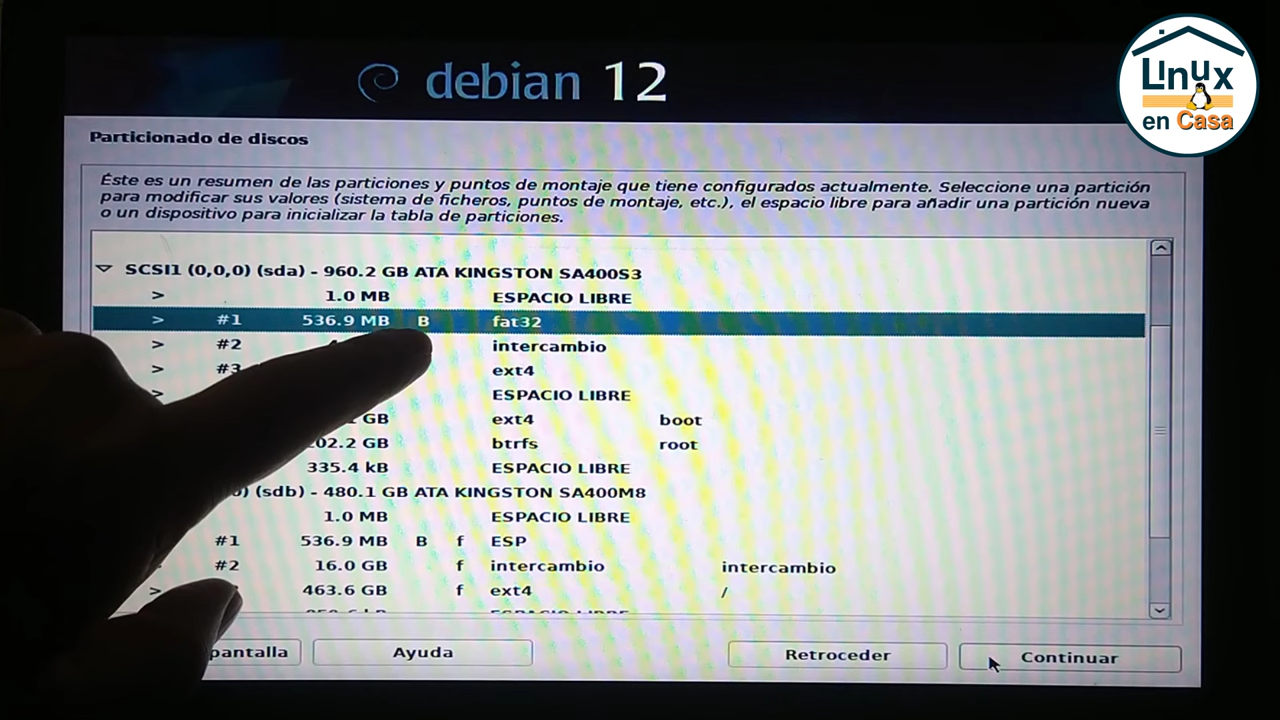 debian 12
LInux
en Casa
Particionado de discos
Éste es un resumen de las particiones y puntos de montaje que tiene configurados actualmente. Seleccione una partición
para modificar sus valores (sistema de ficheros, puntos de montaje, etc.), el espacio libre para añadir una partición nueva
o un dispositivo para inicializar la tabla de particiones.
SCSI1 (0,0,0) (sda) - 960.2 GB ATA KINGSTON SA400S3
> 1.0 MB ESPACIO LIBRE
> #1 536.9 MB B fat32
> #2 intercambio
> #3 ext4
> ESPACIO LIBRE
GB ext4 boot
02.2 GB btrfs root
335.4 kB ESPACIO LIBRE
(sdb) - 480.1 GB ATA KINGSTON SA400M8
1.0 MB ESPACIO LIBRE
#1 536.9 MB B f ESP
#2 16.0 GB f intercambio intercambio
> 463.6 GB f ext4 /
pantalla
Ayuda
Retroceder
Continuar